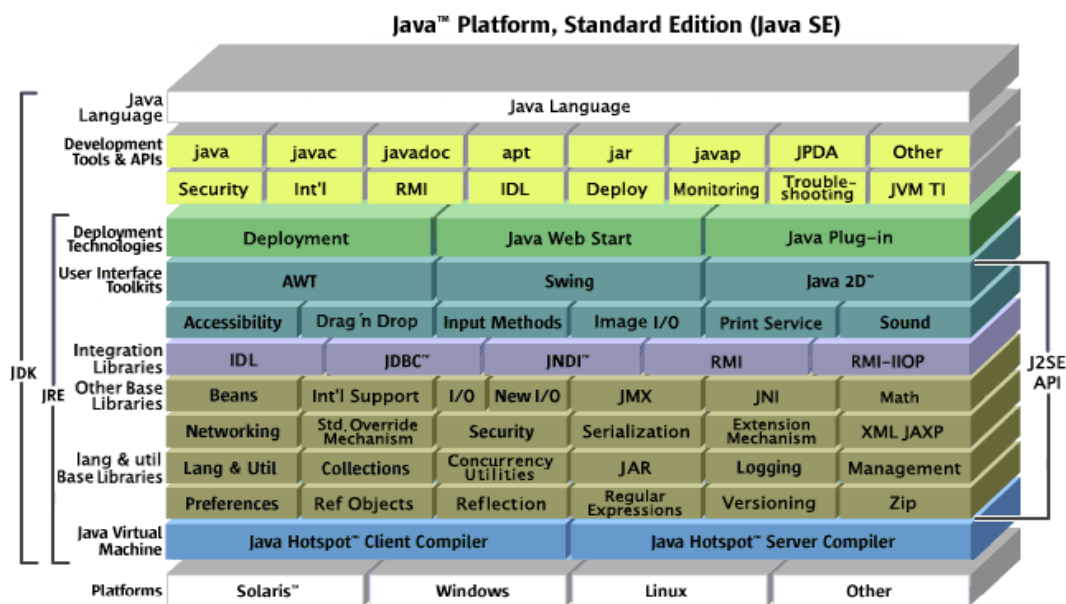 Java™ Platform, Standard Edition (Java SE)
Java
Language
Java Language
Development
Tools & APIs
java javac javadoc apt jar javap JPDA Other
Security Int'l RMI IDL Deploy Monitoring Trouble-
shooting JVM TI
Deployment
Technologies
Deployment Java Web Start Java Plug-in
User Interface
Toolkits
AWT Swing Java 2D™
Accessibility Drag 'n Drop Input Methods Image I/O Print Service Sound
Integration
Libraries
IDL JDBC™ JNDI™ RMI RMI-IIOP
JDK
JRE
J2SE
API
Other Base
Libraries
Beans Int'l Support I/O New I/O JMX JNI Math
Networking Std. Override
Mechanism Security Serialization Extension
Mechanism XML JAXP
lang & util
Base Libraries
Lang & Util Collections Concurrency
Utilities JAR Logging Management
Preferences Ref Objects Reflection Regular
Expressions Versioning Zip
Java Virtual
Machine
Java Hotspot™ Client Compiler Java Hotspot™ Server Compiler
Platforms Solaris™ Windows Linux Other